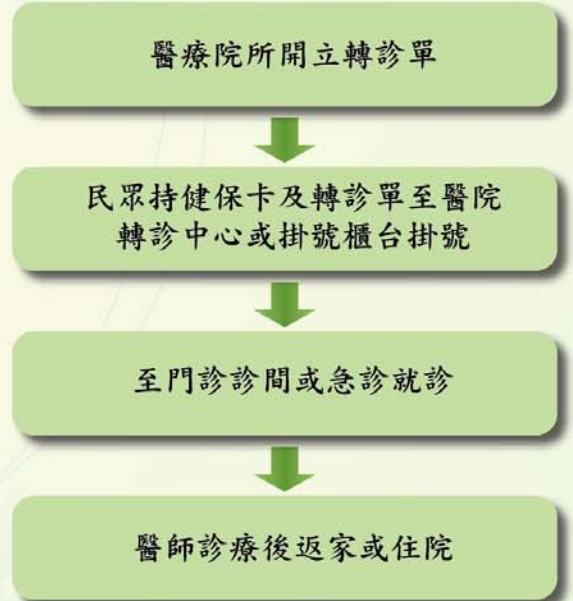 醫療院所開立轉診單
民眾持健保卡及轉診單至醫院
轉診中心或掛號櫃台掛號
至門診診間或急診就診
醫師診療後返家或住院